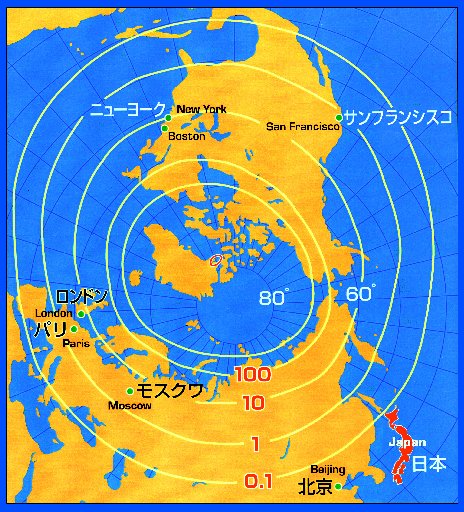 ニューヨーク
New York
Boston
サンフランシスコ
San Francisco
80°
60°
ロンドン
London
パリ
Paris
モスクワ
Moscow
100
10
1
0.1
Japan
日本
Beijing
北京